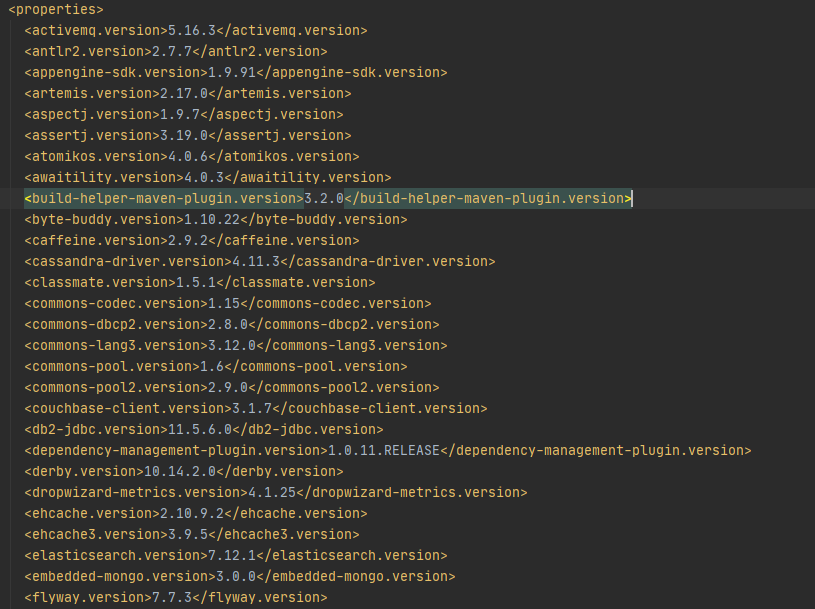 <properties>
<activemq.version>5.16.3</activemq.version>
<antlr2.version>2.7.7</antlr2.version>
<appengine-sdk.version>1.9.91</appengine-sdk.version>
<artemis.version>2.17.0</artemis.version>
<aspectj.version>1.9.7</aspectj.version>
<assertj.version>3.19.0</assertj.version>
<atomikos.version>4.0.6</atomikos.version>
<awaitility.version>4.0.3</awaitility.version>
<build-helper-maven-plugin.version>3.2.0</build-helper-maven-plugin.version>
<byte-buddy.version>1.10.22</byte-buddy.version>
<caffeine.version>2.9.2</caffeine.version>
<cassandra-driver.version>4.11.3</cassandra-driver.version>
<classmate.version>1.5.1</classmate.version>
<commons-codec.version>1.15</commons-codec.version>
<commons-dbcp2.version>2.8.0</commons-dbcp2.version>
<commons-lang3.version>3.12.0</commons-lang3.version>
<commons-pool.version>1.6</commons-pool.version>
<commons-pool2.version>2.9.0</commons-pool2.version>
<couchbase-client.version>3.1.7</couchbase-client.version>
<db2-jdbc.version>11.5.6.0</db2-jdbc.version>
<dependency-management-plugin.version>1.0.11.RELEASE</dependency-management-plugin.version>
<derby.version>10.14.2.0</derby.version>
<dropwizard-metrics.version>4.1.25</dropwizard-metrics.version>
<ehcache.version>2.10.9.2</ehcache.version>
<ehcache3.version>3.9.5</ehcache3.version>
<elasticsearch.version>7.12.1</elasticsearch.version>
<embedded-mongo.version>3.0.0</embedded-mongo.version>
<flyway.version>7.7.3</flyway.version>